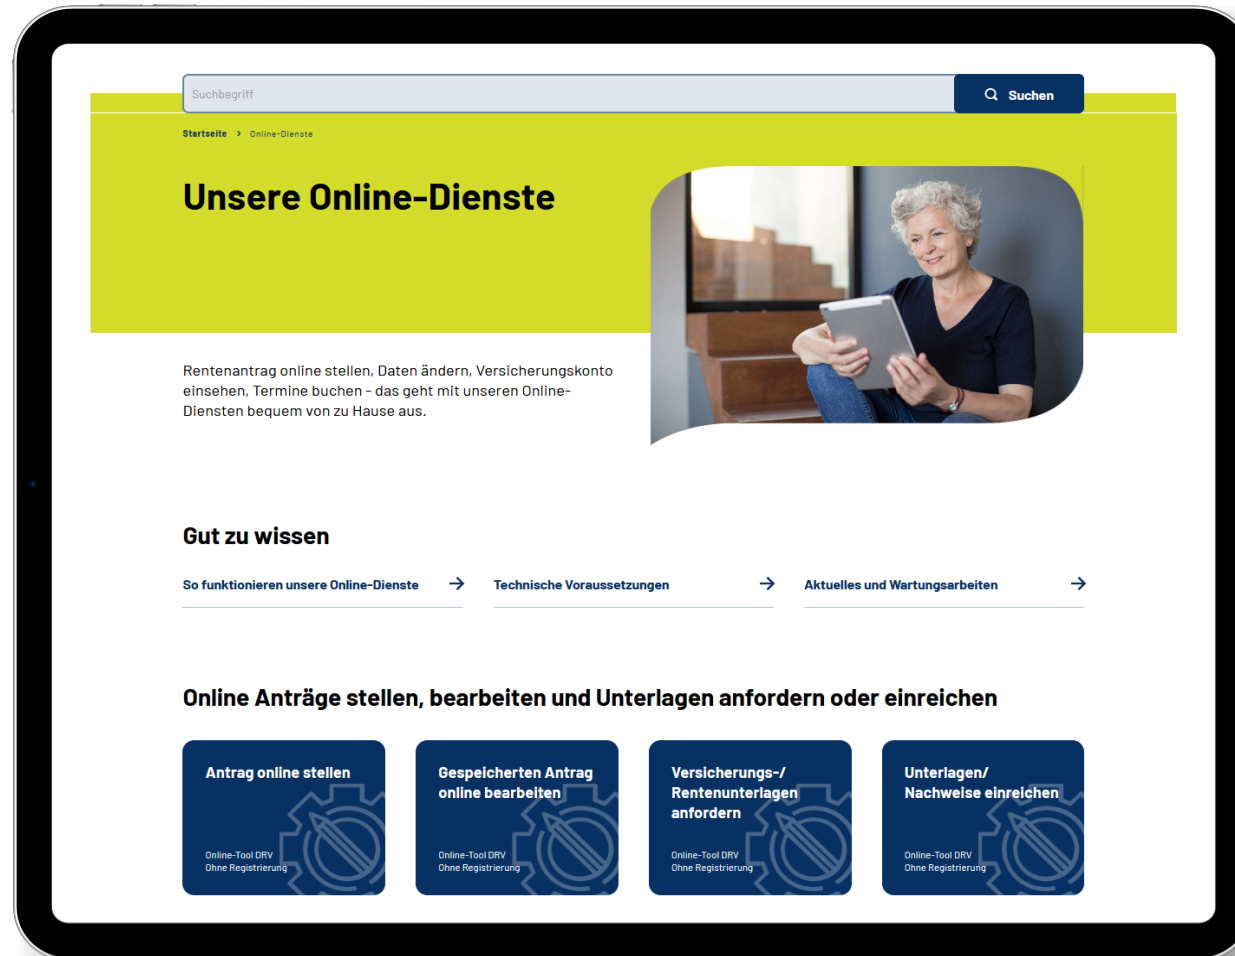 Suchbegriff
Suchen
Startseite > Online-Dienste
Unsere Online-Dienste
Rentenantrag online stellen, Daten ändern, Versicherungskonto
einsehen, Termine buchen – das geht mit unseren Online-
Diensten bequem von zu Hause aus.
Gut zu wissen
So funktionieren unsere Online-Dienste
Technische Voraussetzungen
Aktuelles und Wartungsarbeiten
Online Anträge stellen, bearbeiten und Unterlagen anfordern oder einreichen
Antrag online stellen
Online-Tool DRV
Ohne Registrierung
Gespeicherten Antrag
online bearbeiten
Online-Tool DRV
Ohne Registrierung
Versicherungs-/
Rentenunterlagen
anfordern
Online-Tool DRV
Ohne Registrierung
Unterlagen/
Nachweise einreichen
Online-Tool DRV
Ohne Registrierung